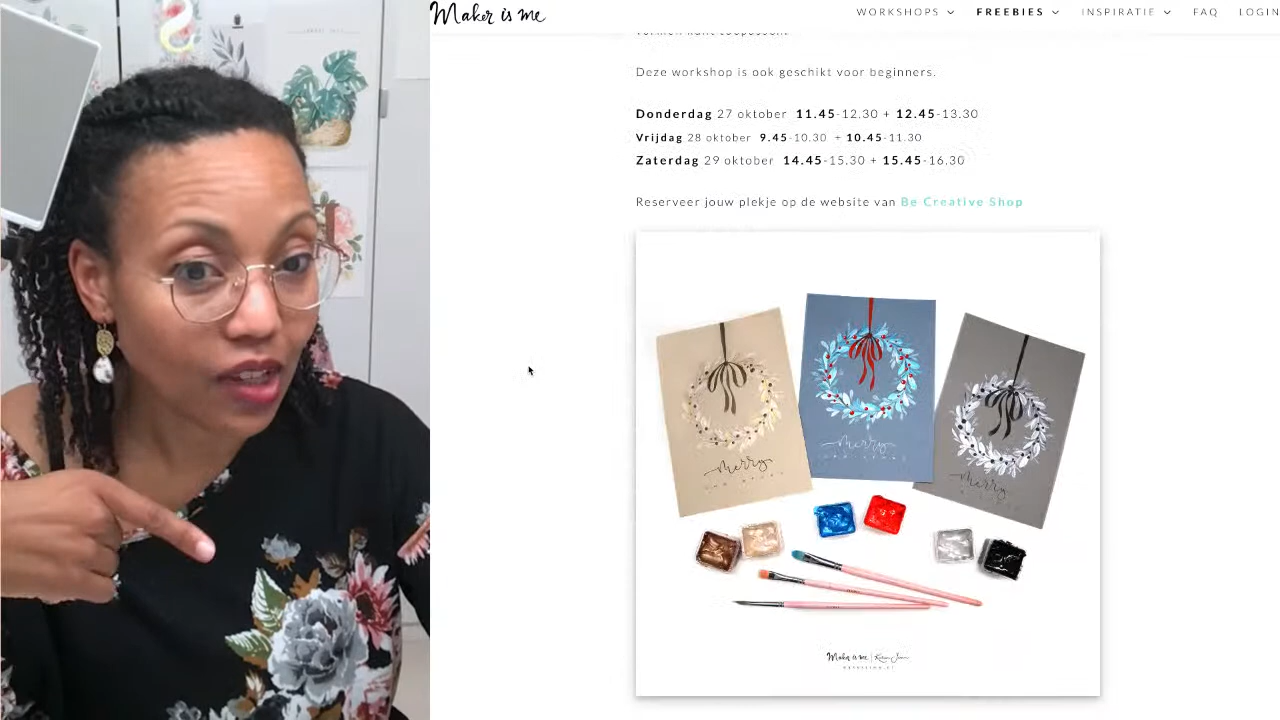 Maker is me
WORKSHOPS FREEBIES INSPIRATIE FAQ LOGIN
Deze workshop is ook geschikt voor beginners.
Donderdag 27 oktober 11.45-12.30 + 12.45-13.30
Vrijdag 28 oktober 9.45-10.30 + 10.45-11.30
Zaterdag 29 oktober 14.45-15.30 + 15.45-16.30
Reserveer jouw plekje op de website van Be Creative Shop
merry
merry
merry
Maker is me